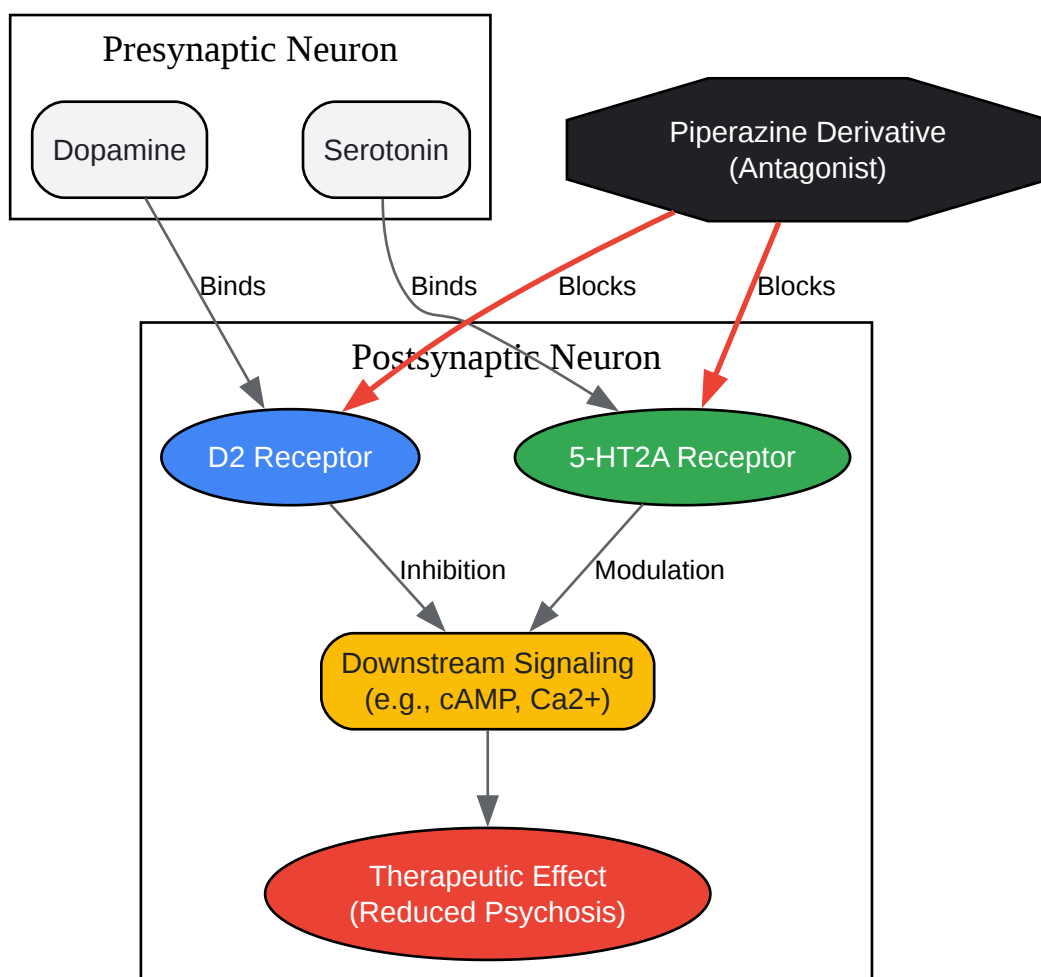 Presynaptic Neuron
Dopamine
Serotonin
Piperazine Derivative
(Antagonist)
Binds
Binds
Blocks
Blocks
Postsynaptic Neuron
D2 Receptor
5-HT2A Receptor
Inhibition
Modulation
Downstream Signaling
(e.g., cAMP, Ca2+)
Therapeutic Effect
(Reduced Psychosis)